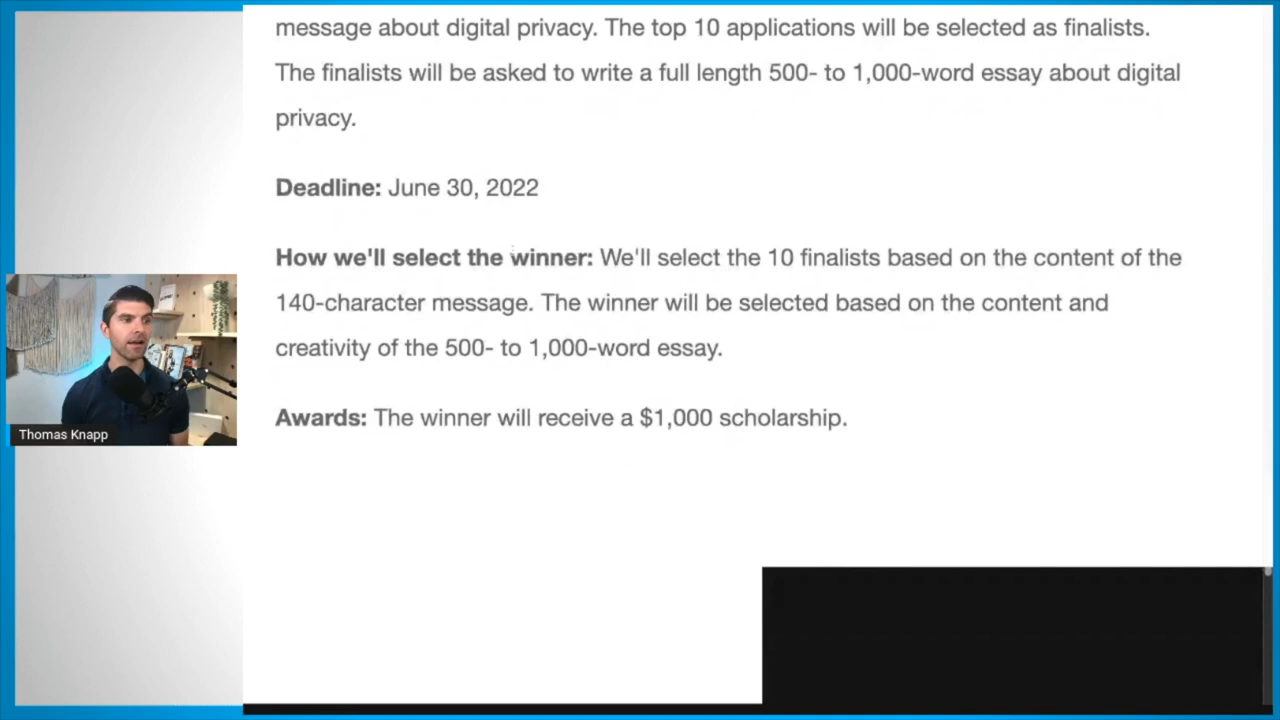 message about digital privacy. The top 10 applications will be selected as finalists.
The finalists will be asked to write a full length 500- to 1,000-word essay about digital
privacy.
Deadline: June 30, 2022
How we'll select the winner: We'll select the 10 finalists based on the content of the
140-character message. The winner will be selected based on the content and
creativity of the 500- to 1,000-word essay.
Awards: The winner will receive a $1,000 scholarship.
Thomas Knapp